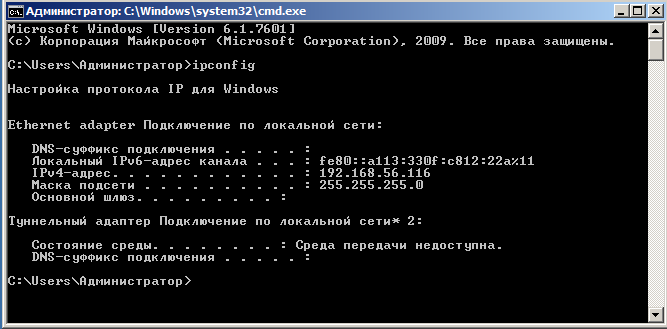 Администратор: C:\Windows\system32\cmd.exe
Microsoft Windows [Version 6.1.7601]
(c) Корпорация Майкрософт (Microsoft Corporation), 2009. Все права защищены.
C:\Users\Администратор>ipconfig
Настройка протокола IP для Windows
Ethernet adapter Подключение по локальной сети:
DNS-суффикс подключения . . . . . :
Локальный IPv6-адрес канала . . . : fe80::a113:330f:c812:22a%11
IPv4-адрес. . . . . . . . . . . . : 192.168.56.116
Маска подсети . . . . . . . . . . : 255.255.255.0
Основной шлюз. . . . . . . . . :
Туннельный адаптер Подключение по локальной сети* 2:
Состояние среды. . . . . . . . : Среда передачи недоступна.
DNS-суффикс подключения . . . . . :
C:\Users\Администратор>